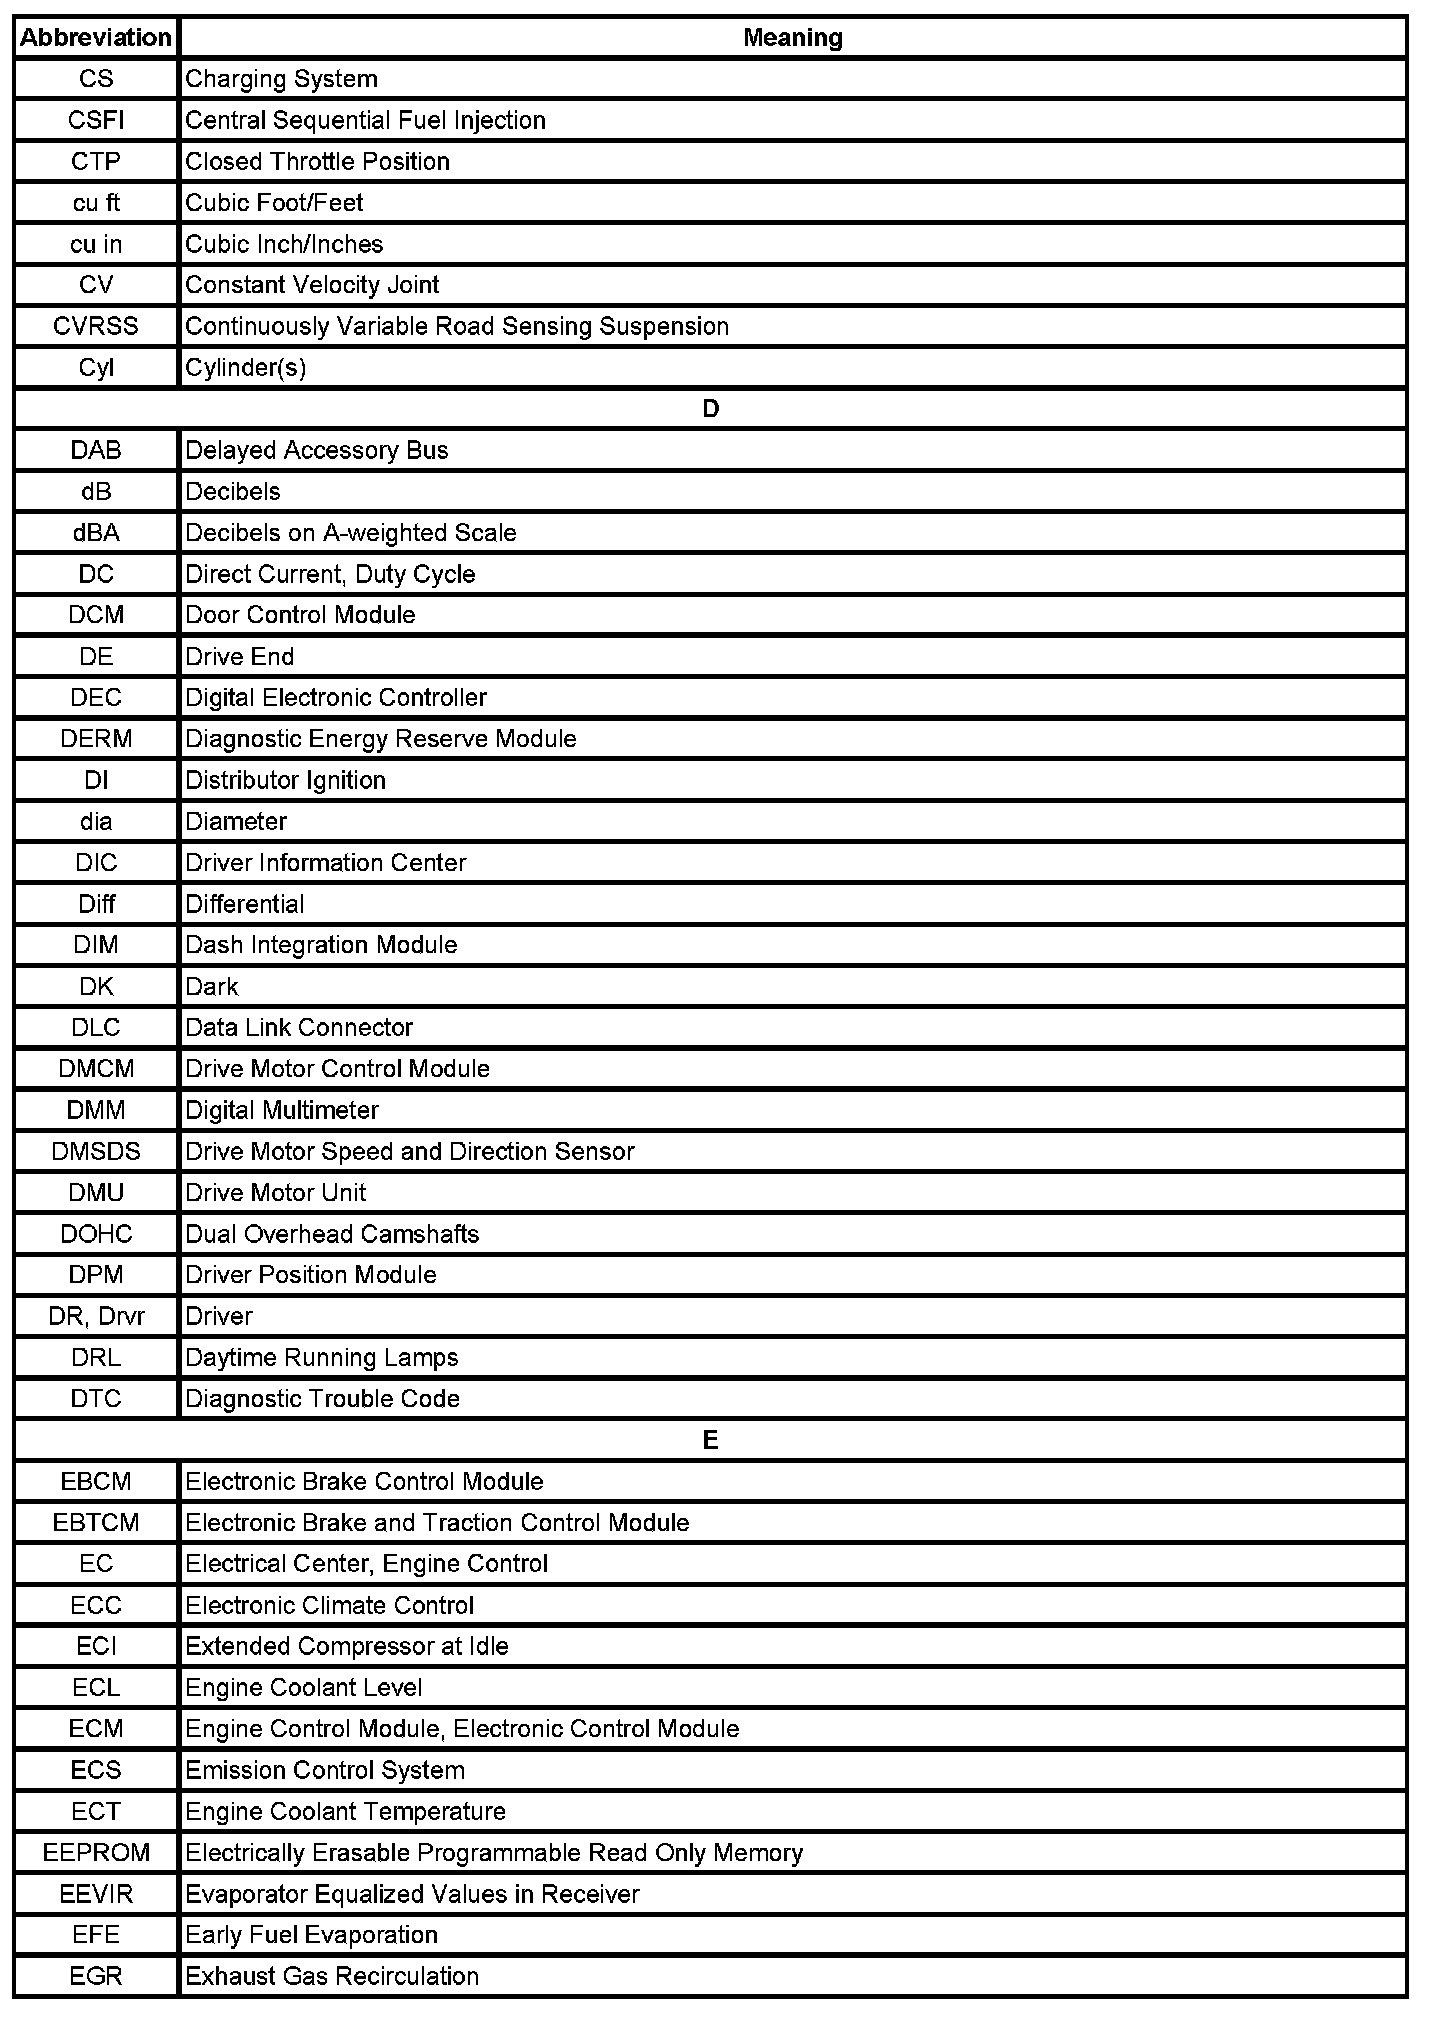 Abbreviation Meaning
CS Charging System
CSFI Central Sequential Fuel Injection
CTP Closed Throttle Position
cu ft Cubic Foot/Feet
cu in Cubic Inch/Inches
CV Constant Velocity Joint
CVRSS Continuously Variable Road Sensing Suspension
Cyl Cylinder(s)
D
DAB Delayed Accessory Bus
dB Decibels
dBA Decibels on A-weighted Scale
DC Direct Current, Duty Cycle
DCM Door Control Module
DE Drive End
DEC Digital Electronic Controller
DERM Diagnostic Energy Reserve Module
DI Distributor Ignition
dia Diameter
DIC Driver Information Center
Diff Differential
DIM Dash Integration Module
DK Dark
DLC Data Link Connector
DMCM Drive Motor Control Module
DMM Digital Multimeter
DMSDS Drive Motor Speed and Direction Sensor
DMU Drive Motor Unit
DOHC Dual Overhead Camshafts
DPM Driver Position Module
DR, Drvr Driver
DRL Daytime Running Lamps
DTC Diagnostic Trouble Code
E
EBCM Electronic Brake Control Module
EBTCM Electronic Brake and Traction Control Module
EC Electrical Center, Engine Control
ECC Electronic Climate Control
ECI Extended Compressor at Idle
ECL Engine Coolant Level
ECM Engine Control Module, Electronic Control Module
ECS Emission Control System
ECT Engine Coolant Temperature
EEPROM Electrically Erasable Programmable Read Only Memory
EEVIR Evaporator Equalized Values in Receiver
EFE Early Fuel Evaporation
EGR Exhaust Gas Recirculation